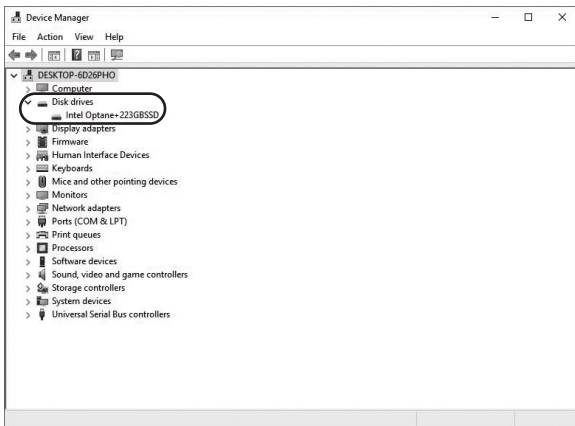 Device Manager
File Action View Help
DESKTOP-6D26PHO
Computer
Disk drives
Intel Optane+223GBSSD
Display adapters
Firmware
Human Interface Devices
Keyboards
Mice and other pointing devices
Monitors
Network adapters
Ports (COM & LPT)
Print queues
Processors
Software devices
Sound, video and game controllers
Storage controllers
System devices
Universal Serial Bus controllers